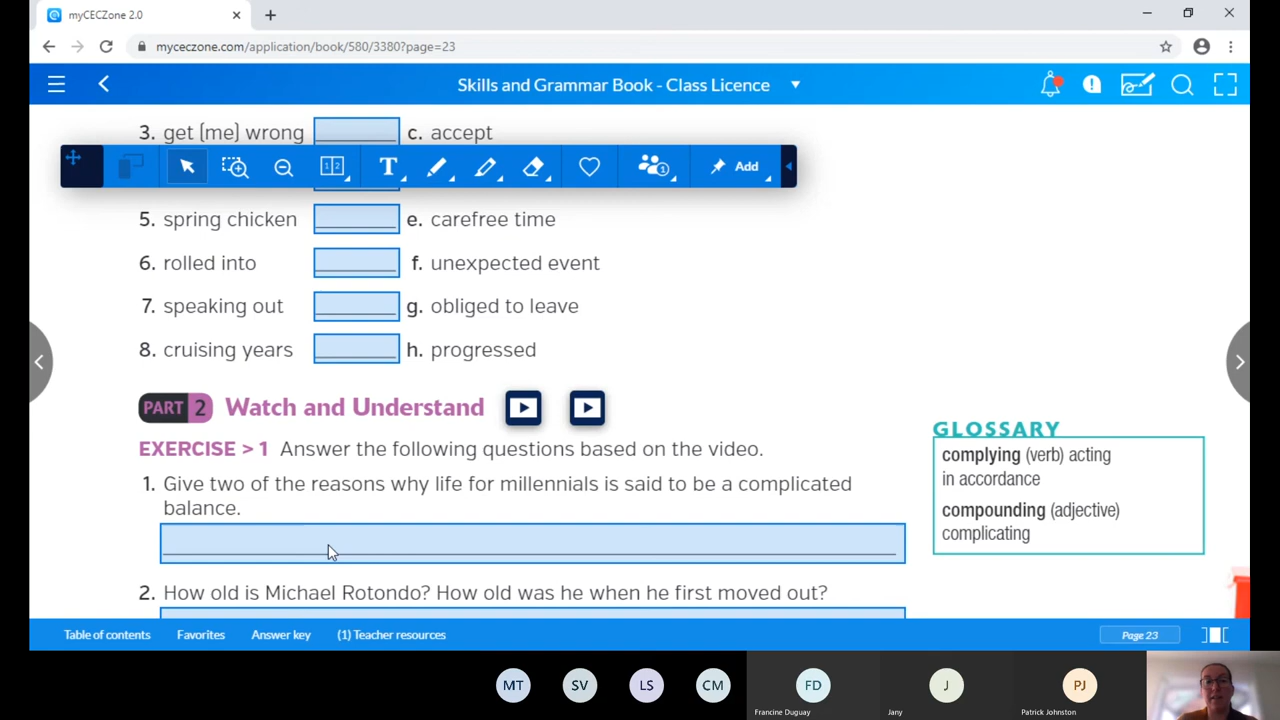 myCECZone 2.0
myceczone.com/application/book/580/3380?page=23
Skills and Grammar Book - Class Licence
3. get (me) wrong c. accept
T Add
5. spring chicken e. carefree time
6. rolled into f. unexpected event
7. speaking out g. obliged to leave
8. cruising years h. progressed
PART 2 Watch and Understand
EXERCISE > 1 Answer the following questions based on the video.
1. Give two of the reasons why life for millennials is said to be a complicated
balance.
2. How old is Michael Rotondo? How old was he when he first moved out?
GLOSSARY
complying (verb) acting
in accordance
compounding (adjective)
complicating
Table of contents Favorites Answer key (1) Teacher resources Page 23
MT SV LS CM FD J PJ
Francine Duguay Jany Patrick Johnston